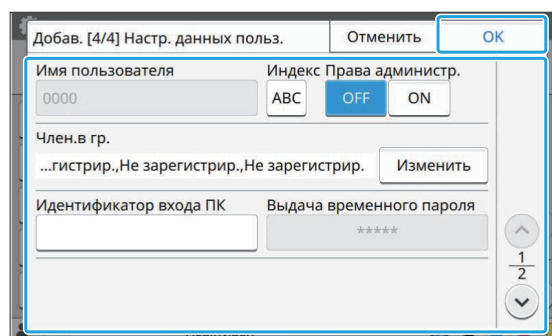 Добав. [4/4] Настр. данных польз.
Отменить
OK
Имя пользователя
Индекс
Права администр.
0000
ABC
OFF
ON
Член.в гр.
...гистрир.,Не зарегистрир.,Не зарегистрир.
Изменить
Идентификатор входа ПК
Выдача временного пароля
*****
1
2